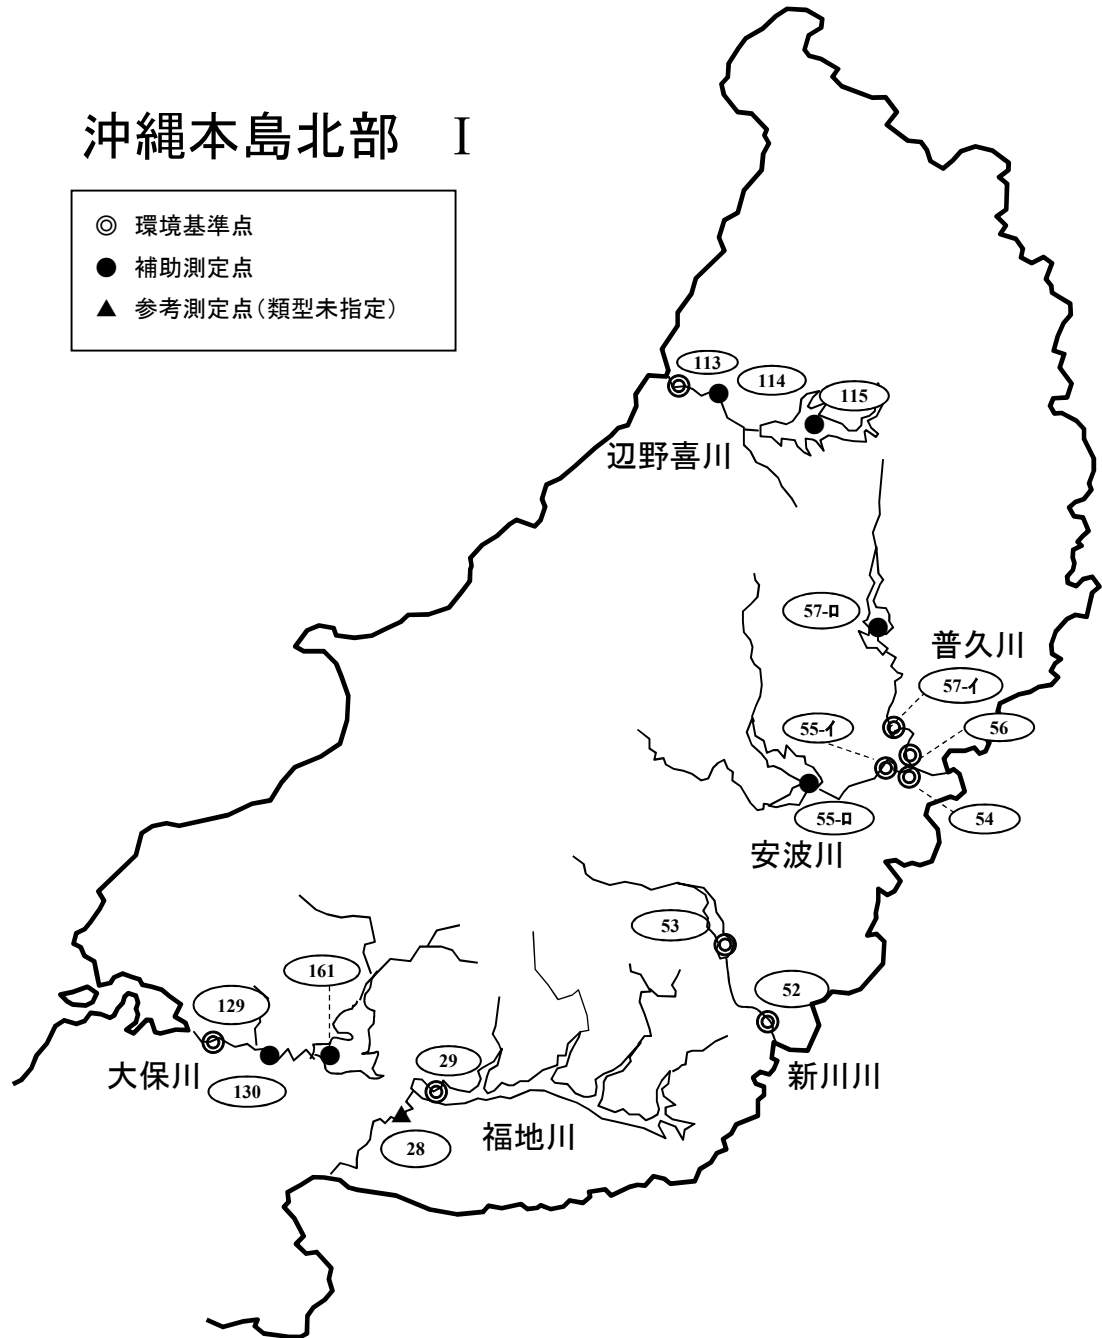 沖縄本島北部 Ⅰ
◎ 環境基準点
● 補助測定点
▲ 参考測定点(類型未指定)
113
114
115
辺野喜川
57-ロ
普久川
57-イ
55-イ
56
55-ロ
54
安波川
53
161
52
129
大保川
130
29
新川川
福地川
28